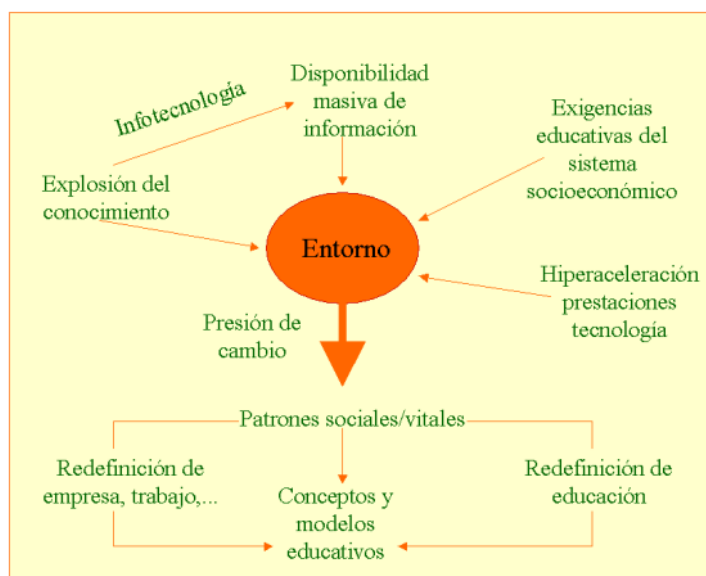 Infotecnología
Disponibilidad
masiva de
información
Exigencias
educativas del
sistema
socioeconómico
Explosión del
conocimiento
Entorno
Hiperaceleración
prestaciones
tecnología
Presión de
cambio
Patrones sociales/vitales
Redefinición de
empresa, trabajo,...
Conceptos y
modelos
educativos
Redefinición de
educación